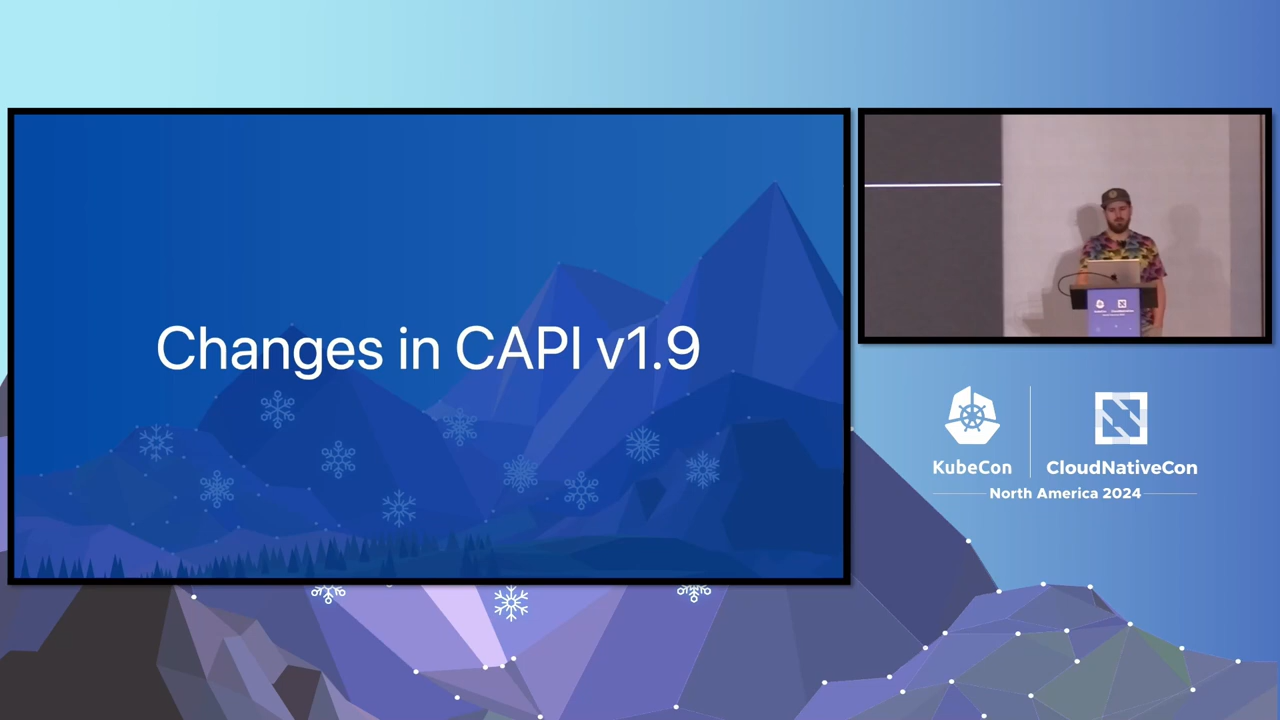 Changes in CAPI v1.9
KubeCon
CloudNativeCon
North America 2024